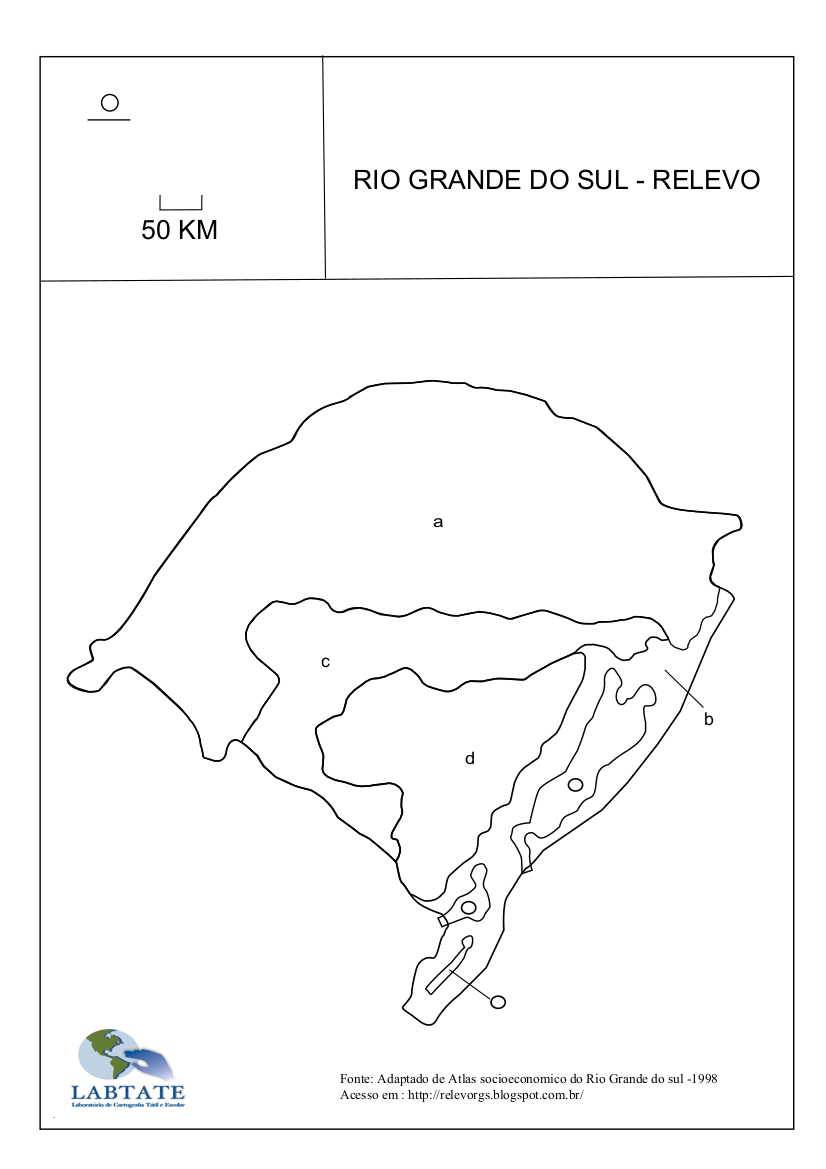 50 KM
RIO GRANDE DO SUL - RELEVO
a
c
b
d
LABTATE
Laboratório de Cartografia Tátil e Escolar
Fonte: Adaptado de Atlas socioeconomico do Rio Grande do sul -1998
Acesso em : http://relevorgs.blogspot.com.br/